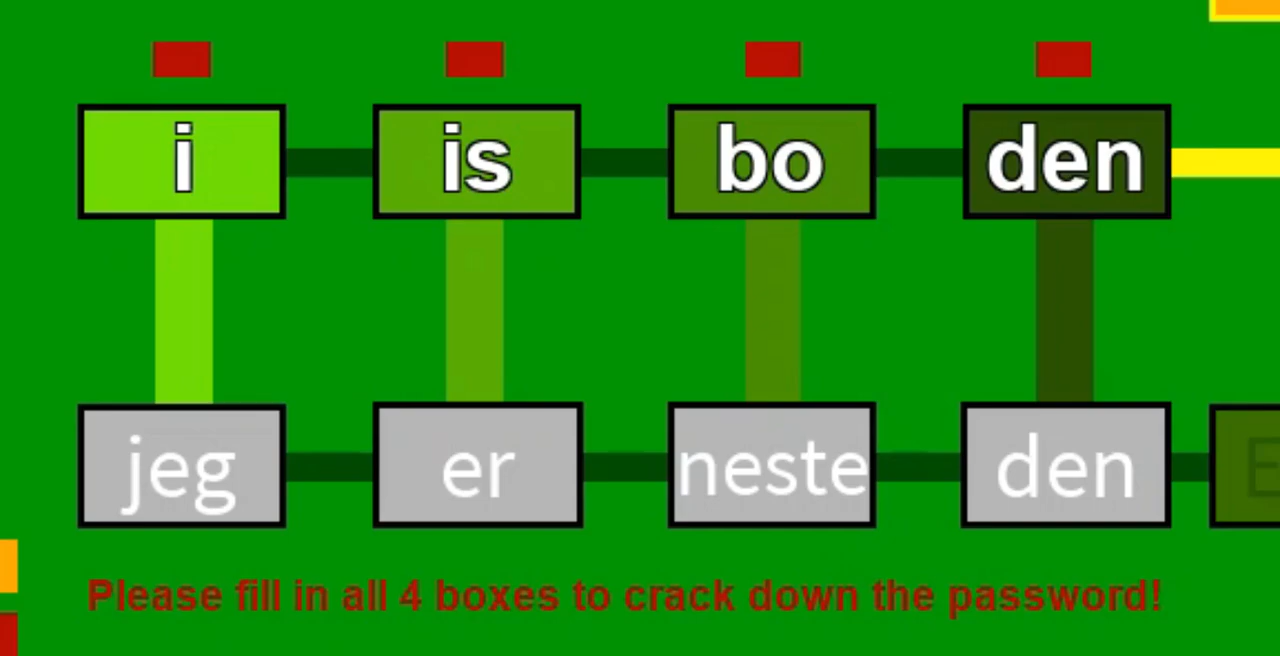 i is bo den
jeg er neste den E
Please fill in all 4 boxes to crack down the password!